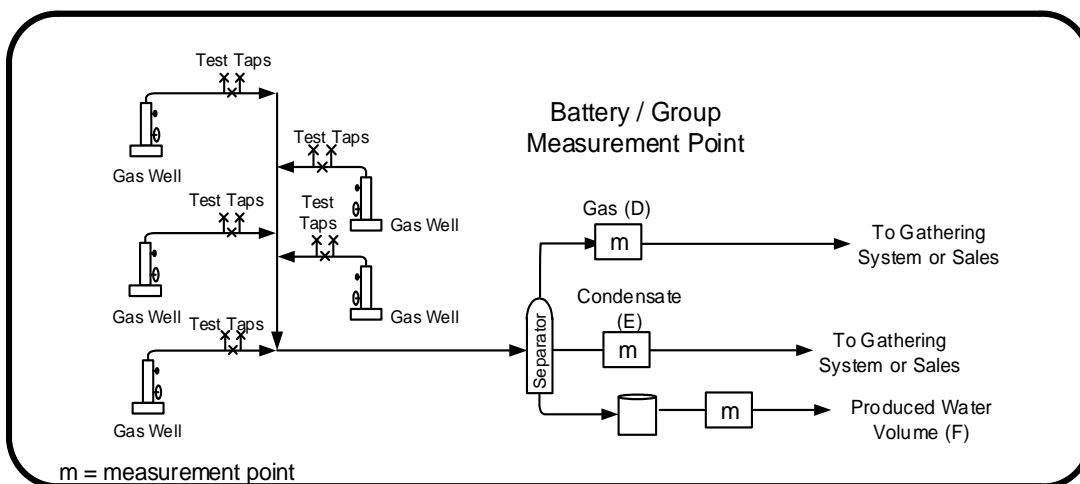 Test Taps
Gas Well
Test Taps
Gas Well
Test Taps
Gas Well
Test
Taps
Gas Well
Test Taps
Gas Well
Battery / Group
Measurement Point
Gas (D)
m
To Gathering
System or Sales
Separator
Condensate
(E)
m
To Gathering
System or Sales
m
Produced Water
Volume (F)
m = measurement point